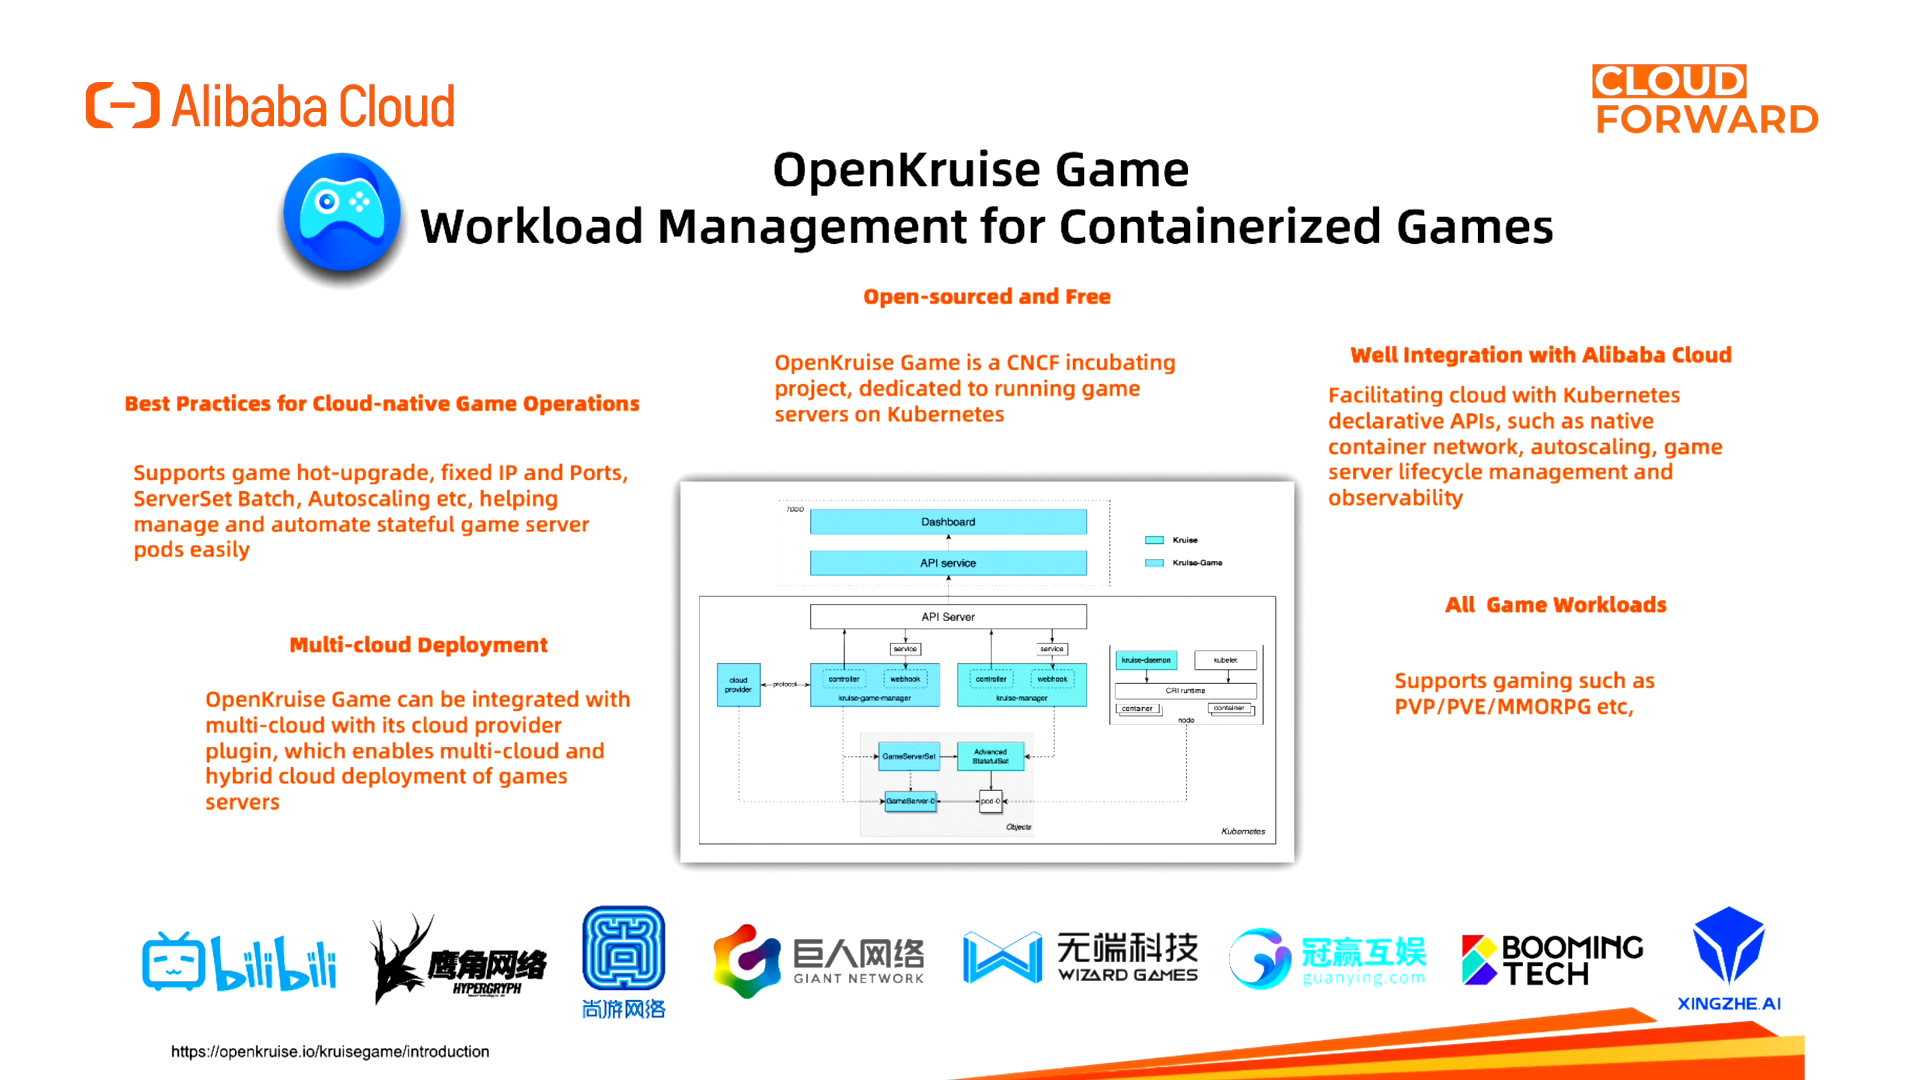 Alibaba Cloud
CLOUD
FORWARD
OpenKruise Game
Workload Management for Containerized Games
Open-sourced and Free
OpenKruise Game is a CNCF incubating
project, dedicated to running game
servers on Kubernetes
Well Integration with Alibaba Cloud
Facilitating cloud with Kubernetes
declarative APIs, such as native
container network, autoscaling, game
server lifecycle management and
observability
Best Practices for Cloud-native Game Operations
Supports game hot-upgrade, fixed IP and Ports,
ServerSet Batch, Autoscaling etc, helping
manage and automate stateful game server
pods easily
Multi-cloud Deployment
OpenKruise Game can be integrated with
multi-cloud with its cloud provider
plugin, which enables multi-cloud and
hybrid cloud deployment of games
servers
All Game Workloads
Supports gaming such as
PVP/PVE/MMORPG etc,
TODO
Dashboard
API service
Kruise
Kruise-Game
API Server
service
service
cloud
provider
protocol
controller
webhook
kruise-game-manager
controller
webhook
kruise-manager
kruise-daemon
kubelet
CRI runtime
container
container
node
GameServerSet
Advanced
StatefulSet
GameServer-0
pod-0
Objects
Kubernetes
bilibili
鹰角网络
HYPERGRYPH
尚游网络
巨人网络
GIANT NETWORK
无端科技
WIZARD GAMES
冠赢互娱
guanying.com
BOOMING
TECH
XINGZHE.AI
https://openkruise.io/kruisegame/introduction